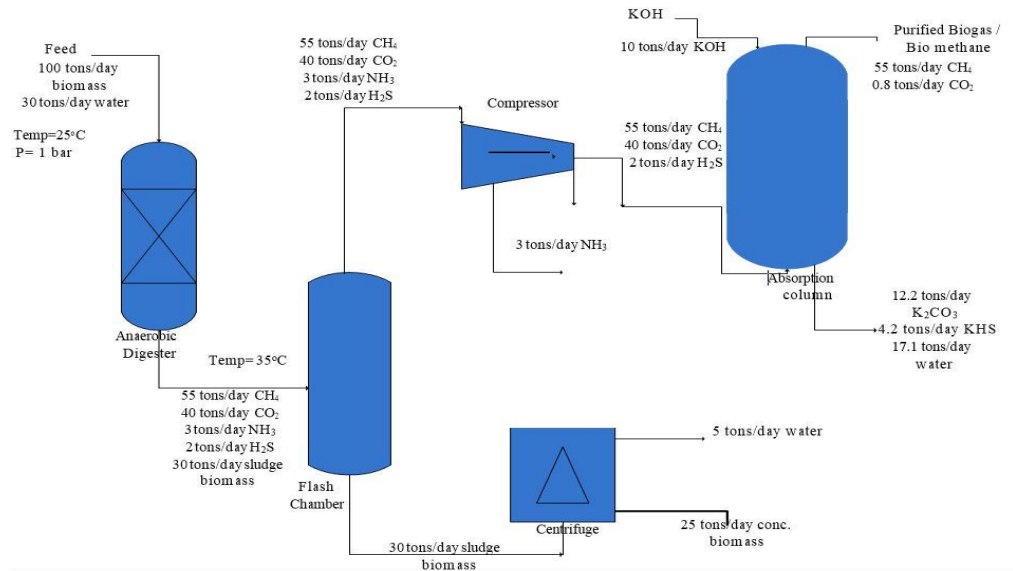 Feed
100 tons/day
biomass
30 tons/day water
Temp=25°C
P= 1 bar
Anaerobic
Digester
Temp=35°C
55 tons/day CH₄
40 tons/day CO₂
3 tons/day NH₃
2 tons/day H₂S
30 tons/day sludge
biomass
55 tons/day CH₄
40 tons/day CO₂
3 tons/day NH₃
2 tons/day H₂S
Flash
Chamber
30 tons/day sludge
biomass
Compressor
3 tons/day NH₃
55 tons/day CH₄
40 tons/day CO₂
2 tons/day H₂S
KOH
10 tons/day KOH
Purified Biogas /
Bio methane
55 tons/day CH₄
0.8 tons/day CO₂
Absorption
column
12.2 tons/day
K₂CO₃
4.2 tons/day KHS
17.1 tons/day
water
5 tons/day water
Centrifuge
25 tons/day conc.
biomass